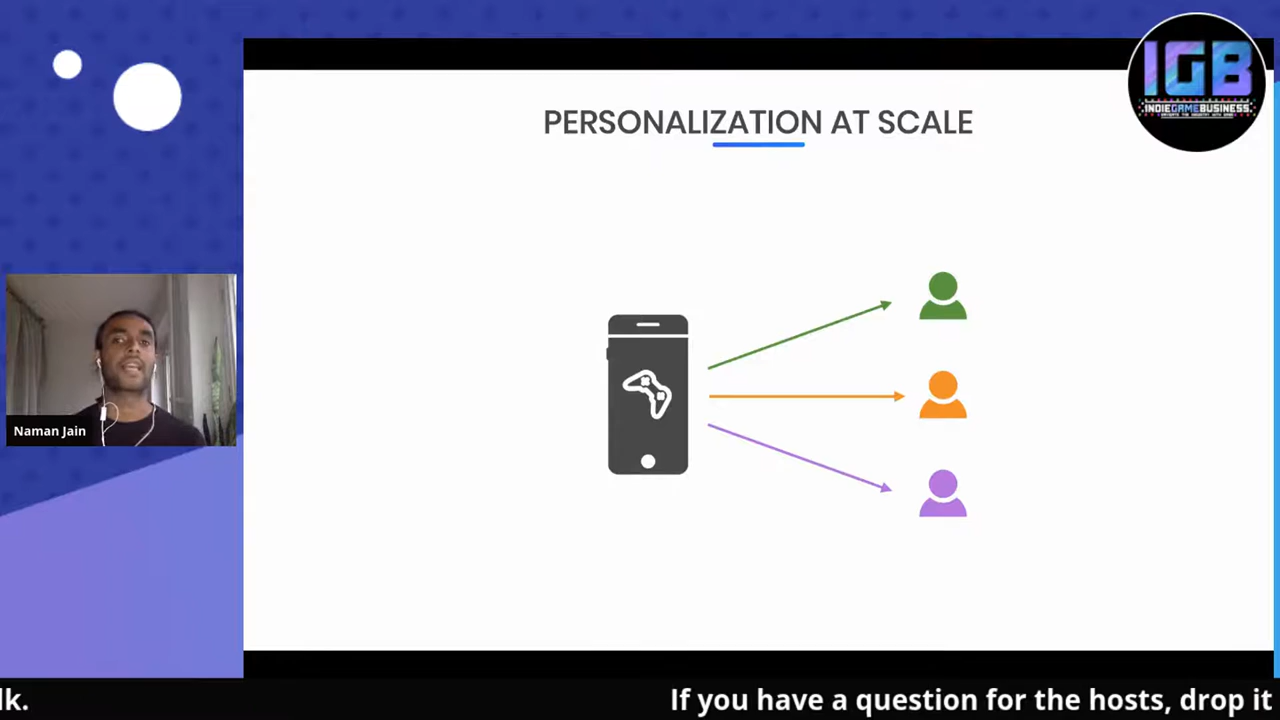 PERSONALIZATION AT SCALE
IGB
INDIEGAMEBUSINESS
Naman Jain
lk.
If you have a question for the hosts, drop it